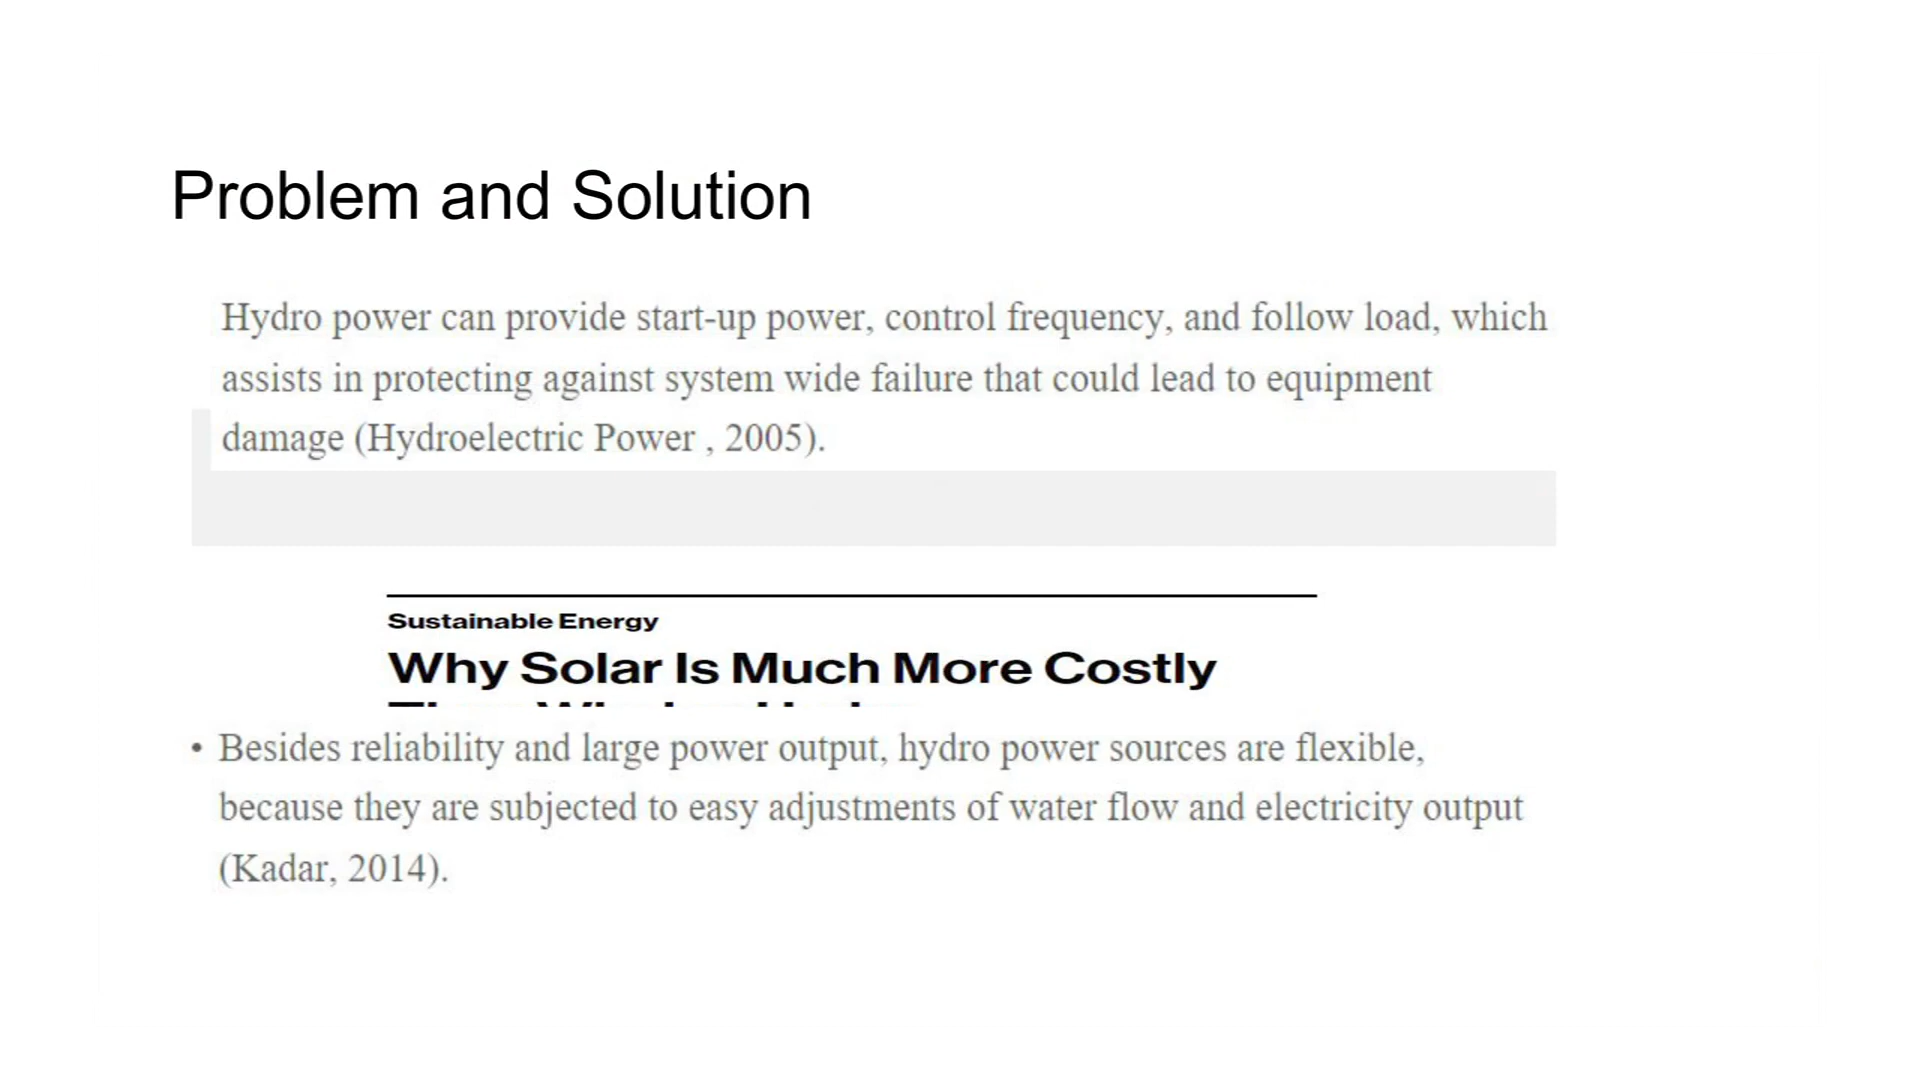 Problem and Solution
Hydro power can provide start-up power, control frequency, and follow load, which
assists in protecting against system wide failure that could lead to equipment
damage (Hydroelectric Power , 2005).
Sustainable Energy
Why Solar Is Much More Costly
• Besides reliability and large power output, hydro power sources are flexible,
because they are subjected to easy adjustments of water flow and electricity output
(Kadar, 2014).